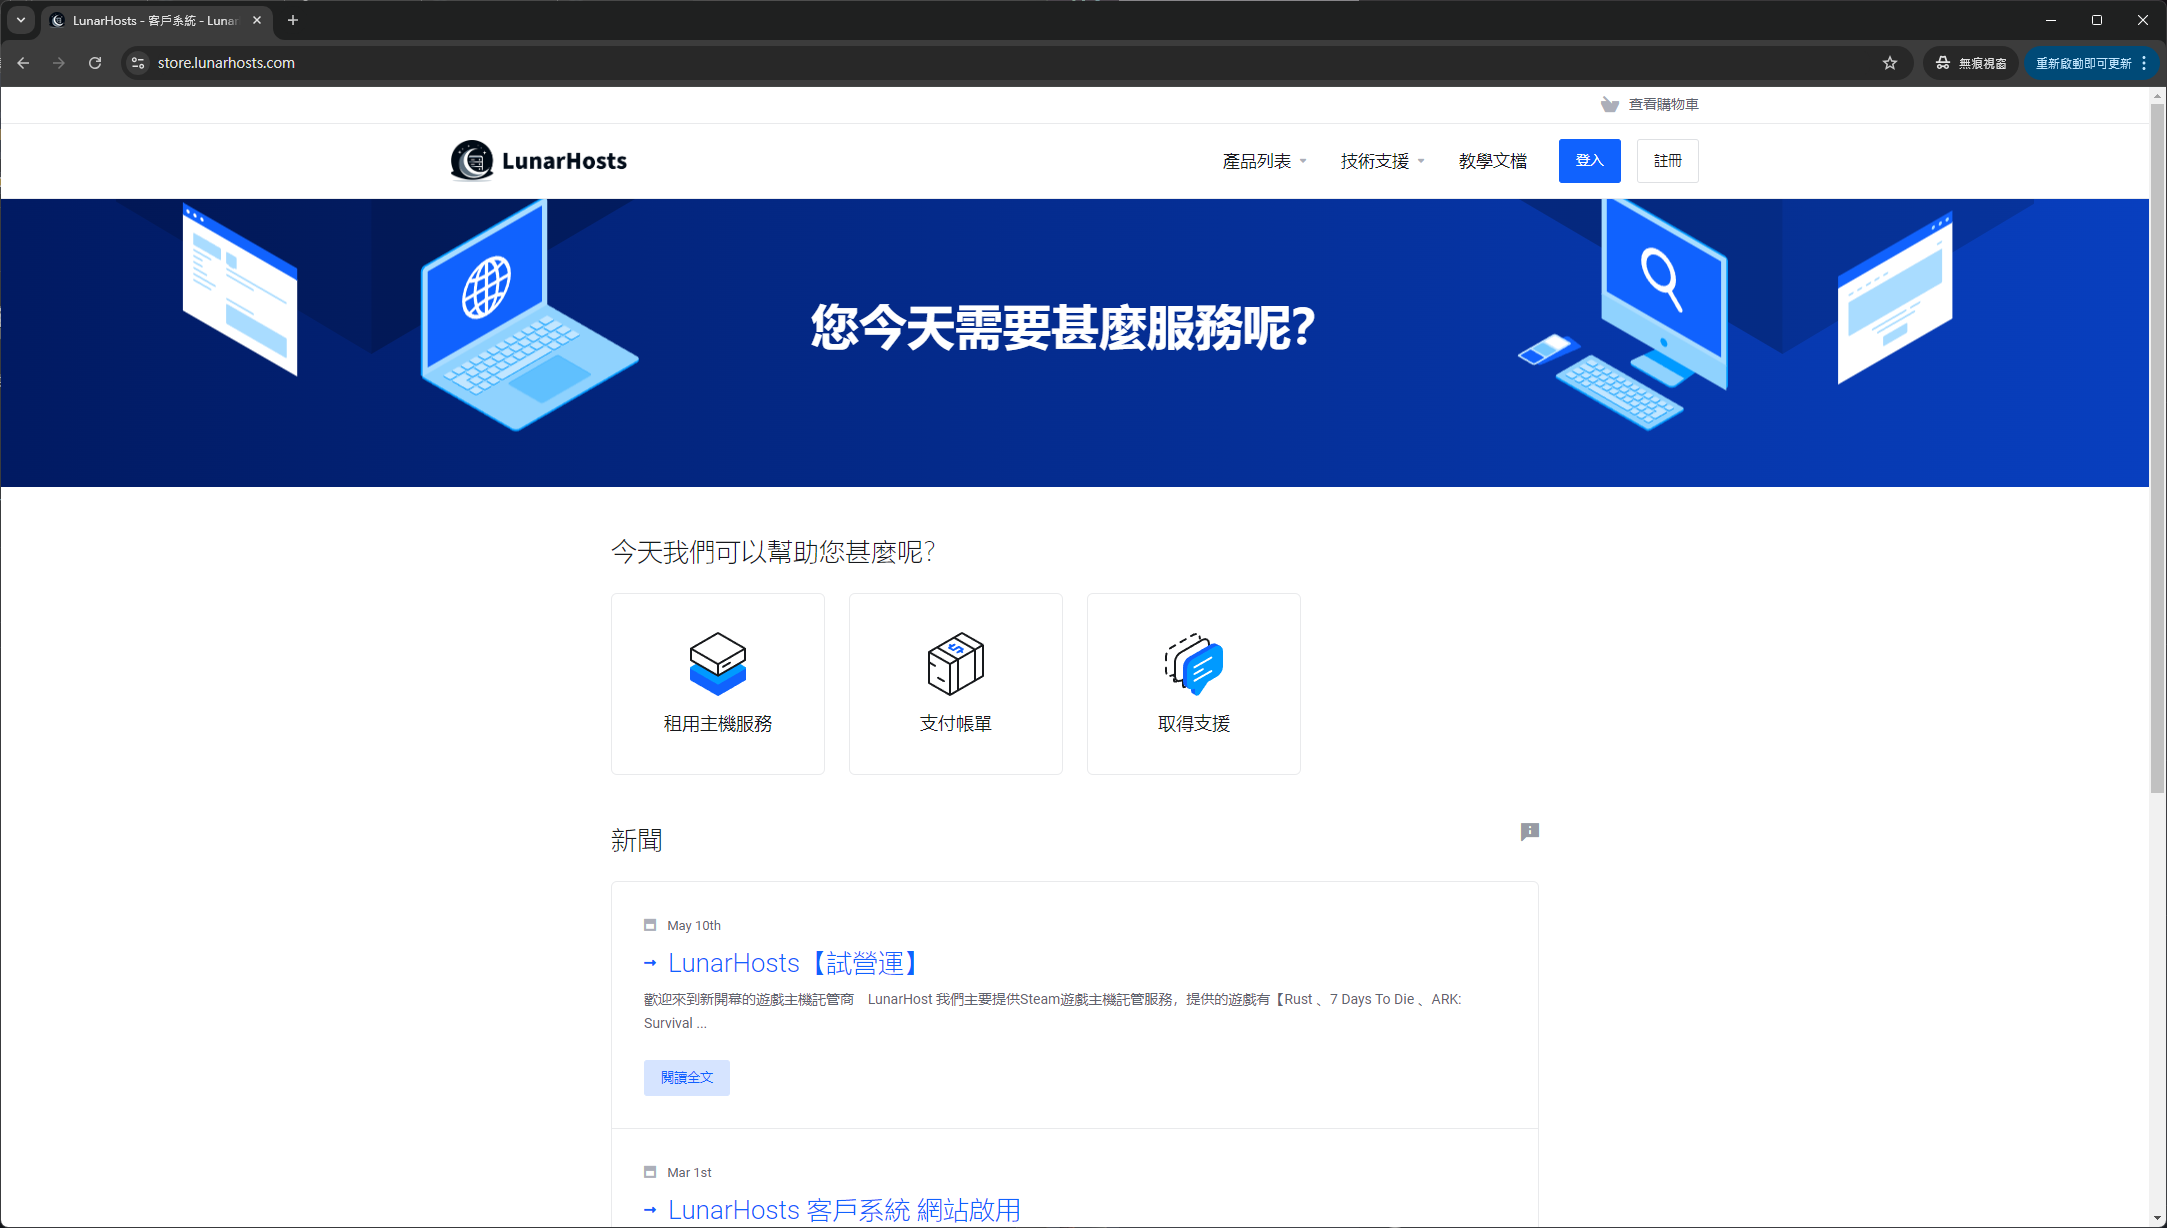 LunarHosts - 客戶系統 - Lunar
store.lunarhosts.com
無痕視窗
重新啟動即可更新
查看購物車
LunarHosts
產品列表
技術支援
教學文檔
登入
註冊
您今天需要甚麼服務呢?
今天我們可以幫助您甚麼呢?
租用主機服務
支付帳單
取得支援
新聞
May 10th
LunarHosts【試營運】
歡迎來到新開幕的遊戲主機託管商 LunarHost 我們主要提供Steam遊戲主機託管服務，提供的遊戲有【Rust 、7 Days To Die 、ARK:
Survival ...
閱讀全文
Mar 1st
LunarHosts 客戶系統 網站啟用